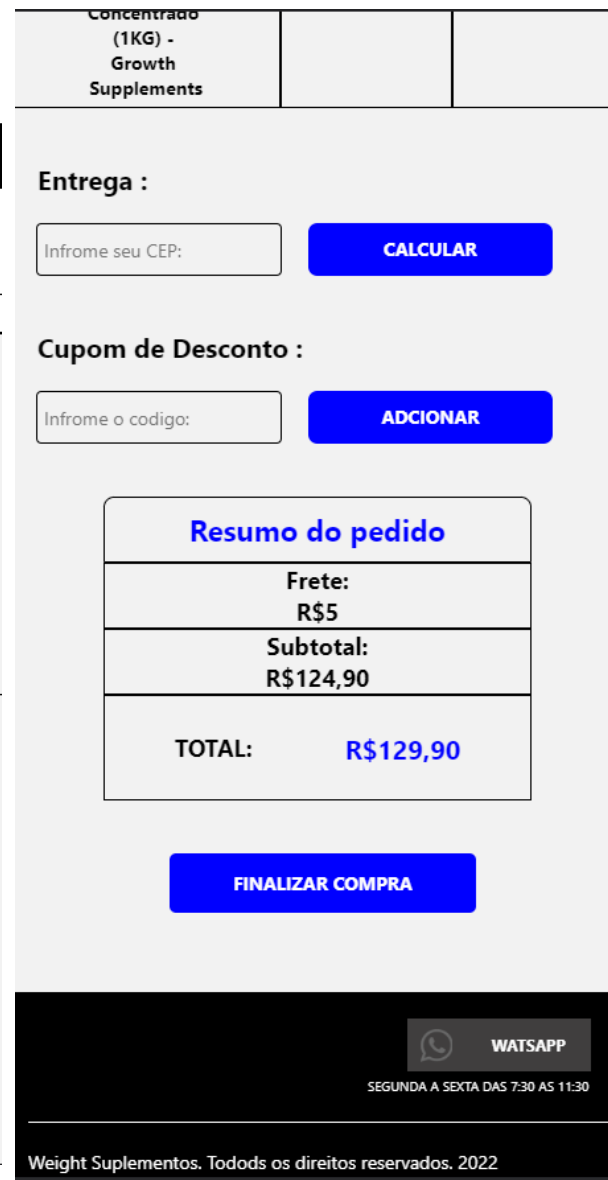 Concentrado
(1KG) -
Growth
Supplements
Entrega :
Infrome seu CEP:
CALCULAR
Cupom de Desconto :
Infrome o codigo:
ADCIONAR
Resumo do pedido
Frete:
R$5
Subtotal:
R$124,90
TOTAL: R$129,90
FINALIZAR COMPRA
WATSAPP
SEGUNDA A SEXTA DAS 7:30 AS 11:30
Weight Suplementos. Todods os direitos reservados. 2022